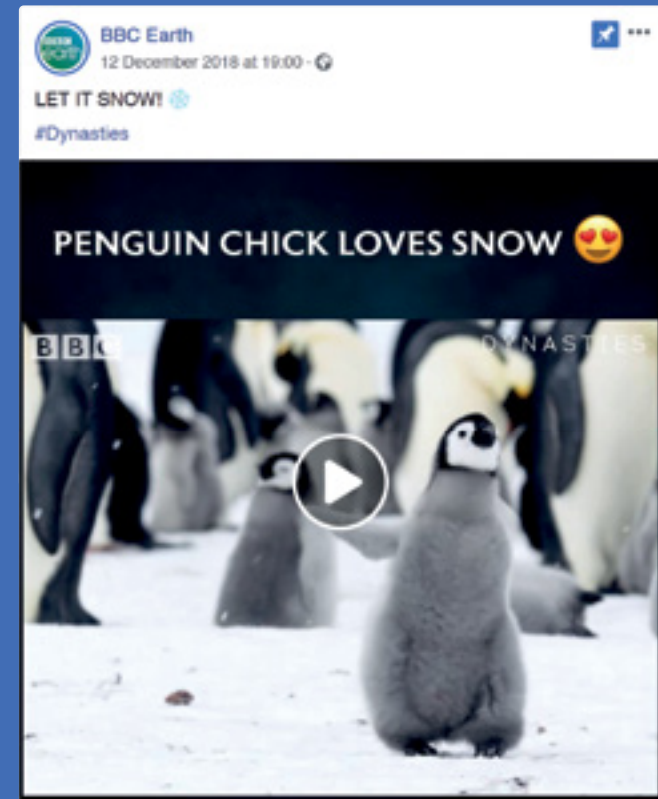 BBC Earth
12 December 2018 at 19:00 ·
LET IT SNOW! ❄️
#Dynasties
PENGUIN CHICK LOVES SNOW 😍
BBC DYNASTIES